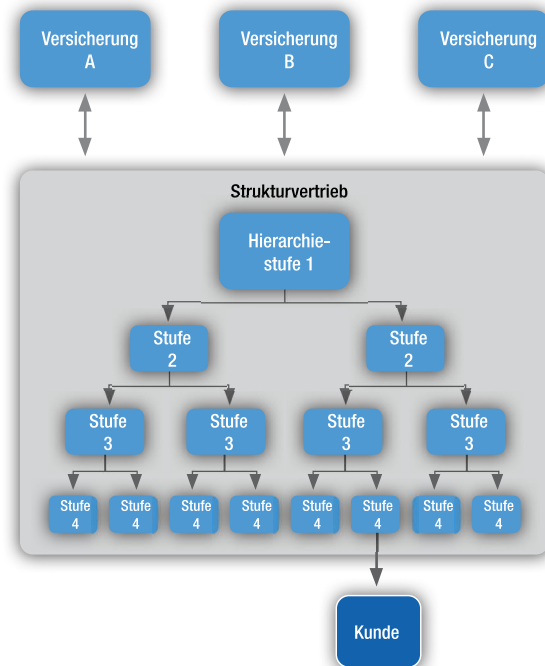 Versicherung
A
Versicherung
B
Versicherung
C
Strukturvertrieb
Hierarchie-
stufe 1
Stufe
2
Stufe
2
Stufe
3
Stufe
3
Stufe
3
Stufe
3
Stufe
4
Stufe
4
Stufe
4
Stufe
4
Stufe
4
Stufe
4
Stufe
4
Stufe
4
Kunde